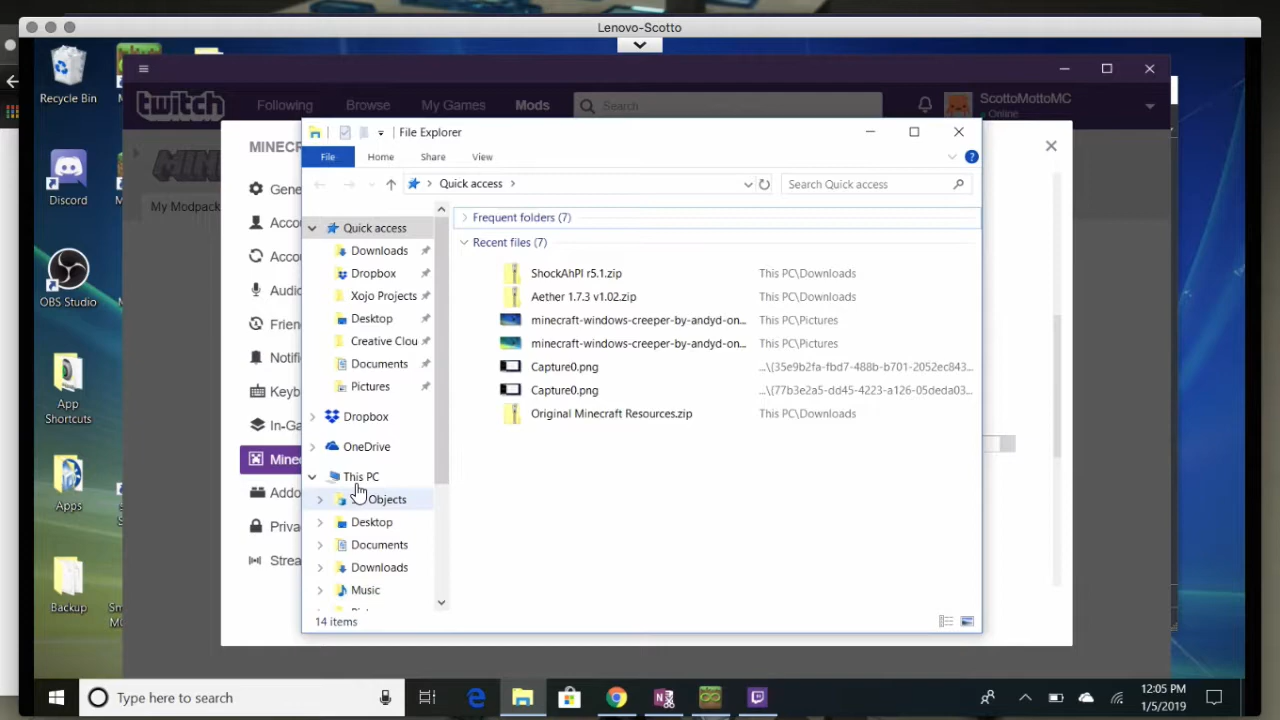 Lenovo-Scotto
Recycle Bin
Discord
OBS Studio
App
Shortcuts
Apps
Backup
twitch
Following
Browse
My Games
Mods
Search
ScottoMottoMC
Online
My Modpack
MINECR
Gene
Acco
Acco
Audio
Frien
Notifi
Keyb
In-Ga
Minec
Addo
Priva
Strea
File Explorer
File
Home
Share
View
Quick access
Search Quick access
Quick access
Downloads
Dropbox
Xojo Projects
Desktop
Creative Clou
Documents
Pictures
Dropbox
OneDrive
This PC
Objects
Desktop
Documents
Downloads
Music
Frequent folders (7)
Recent files (7)
ShockAhPI r5.1.zip This PC\Downloads
Aether 1.7.3 v1.02.zip This PC\Downloads
minecraft-windows-creeper-by-andyd-on... This PC\Pictures
minecraft-windows-creeper-by-andyd-on... This PC\Pictures
Capture0.png ...\{35e9b2fa-fbd7-488b-b701-2052ec843...
Capture0.png ...\{77b3e2a5-dd45-4223-a126-05deda03...
Original Minecraft Resources.zip This PC\Downloads
14 items
Type here to search
12:05 PM
1/5/2019